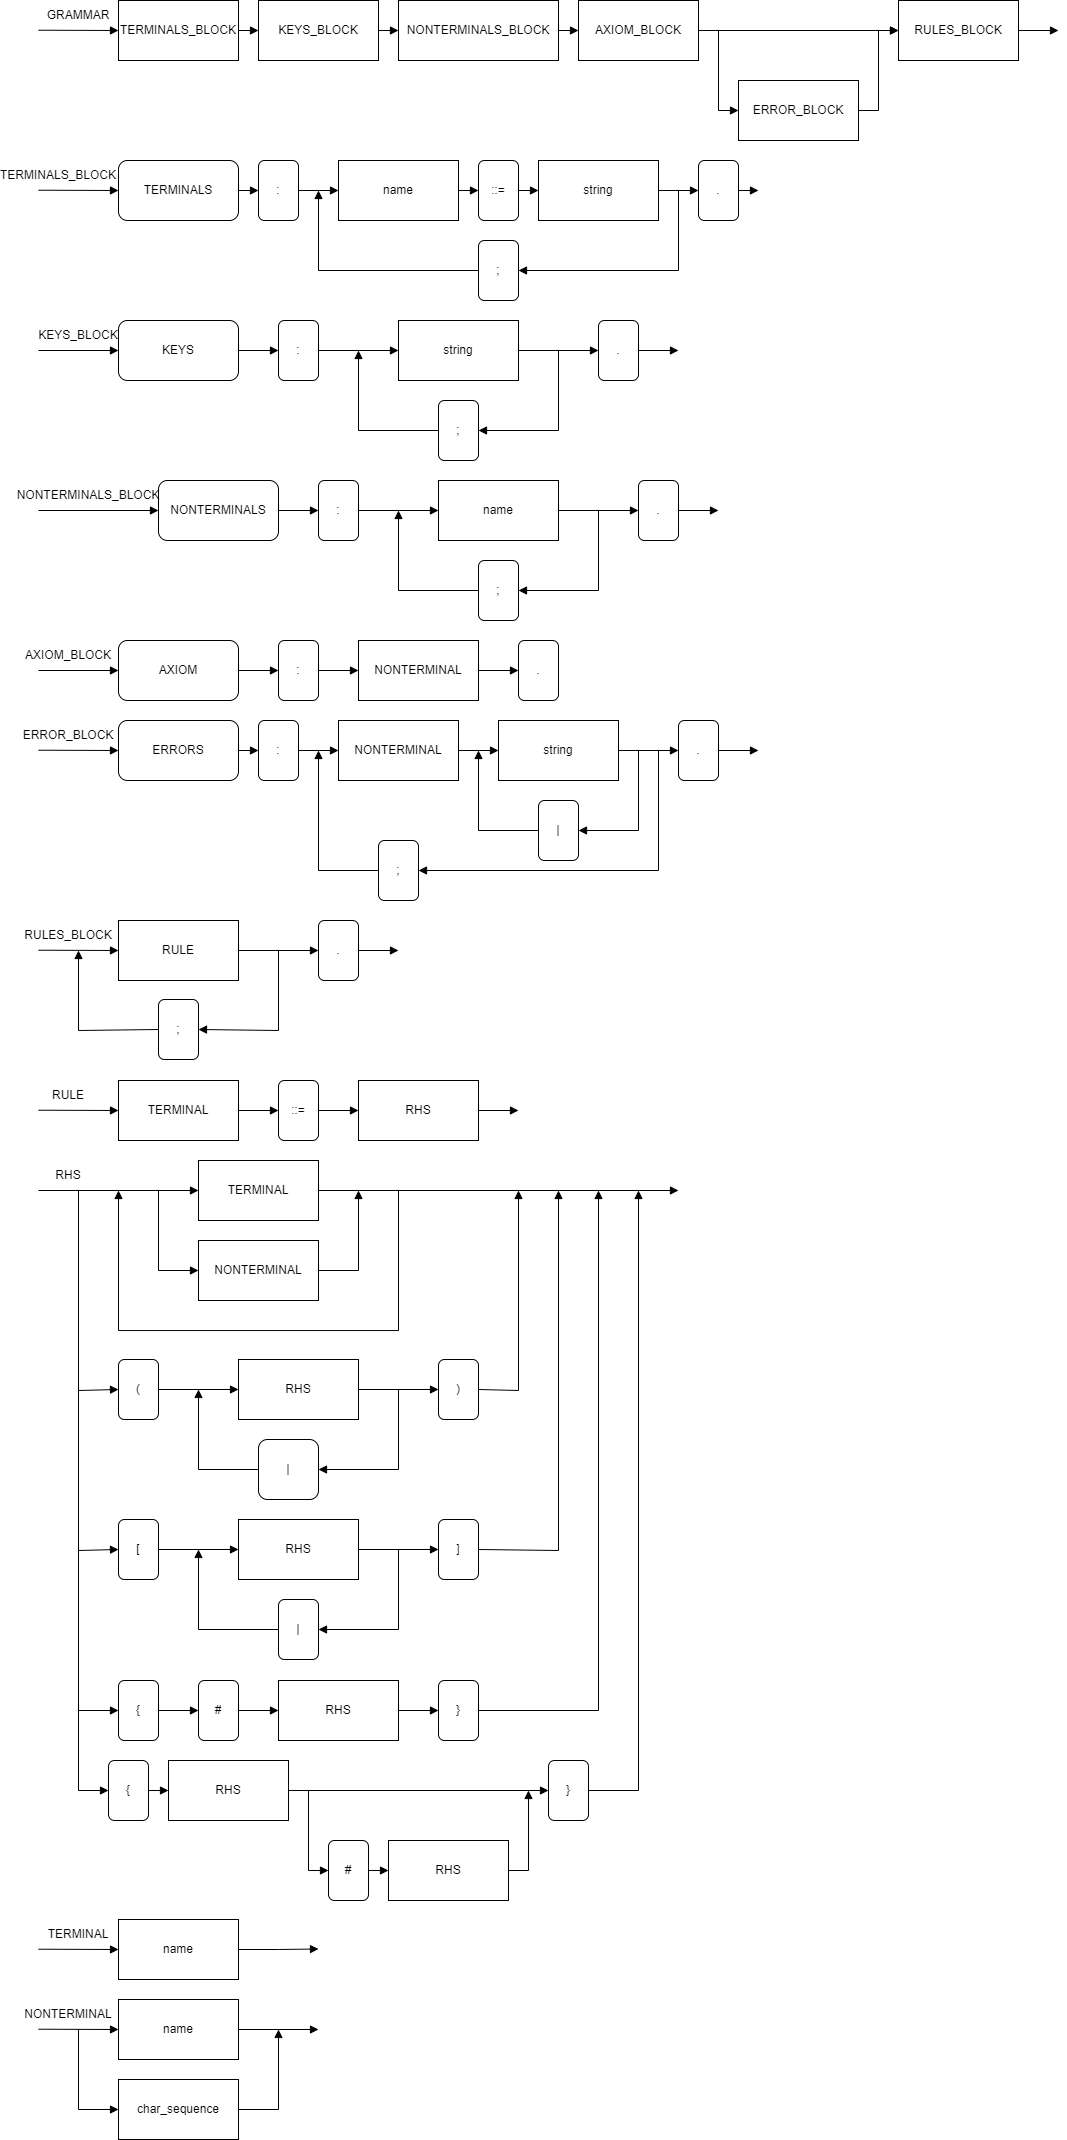 GRAMMAR
TERMINALS_BLOCK KEYS_BLOCK NONTERMINALS_BLOCK AXIOM_BLOCK RULES_BLOCK
ERROR_BLOCK
TERMINALS_BLOCK
TERMINALS : name ::= string .
;
KEYS_BLOCK
KEYS : string .
;
NONTERMINALS_BLOCK
NONTERMINALS : name .
;
AXIOM_BLOCK
AXIOM : NONTERMINAL .
ERROR_BLOCK
ERRORS : NONTERMINAL string .
|
;
RULES_BLOCK
RULE .
;
RULE
TERMINAL ::= RHS
RHS
TERMINAL
NONTERMINAL
( RHS )
|
[ RHS ]
|
{ # RHS }
{ RHS }
# RHS
TERMINAL
name
NONTERMINAL
name
char_sequence